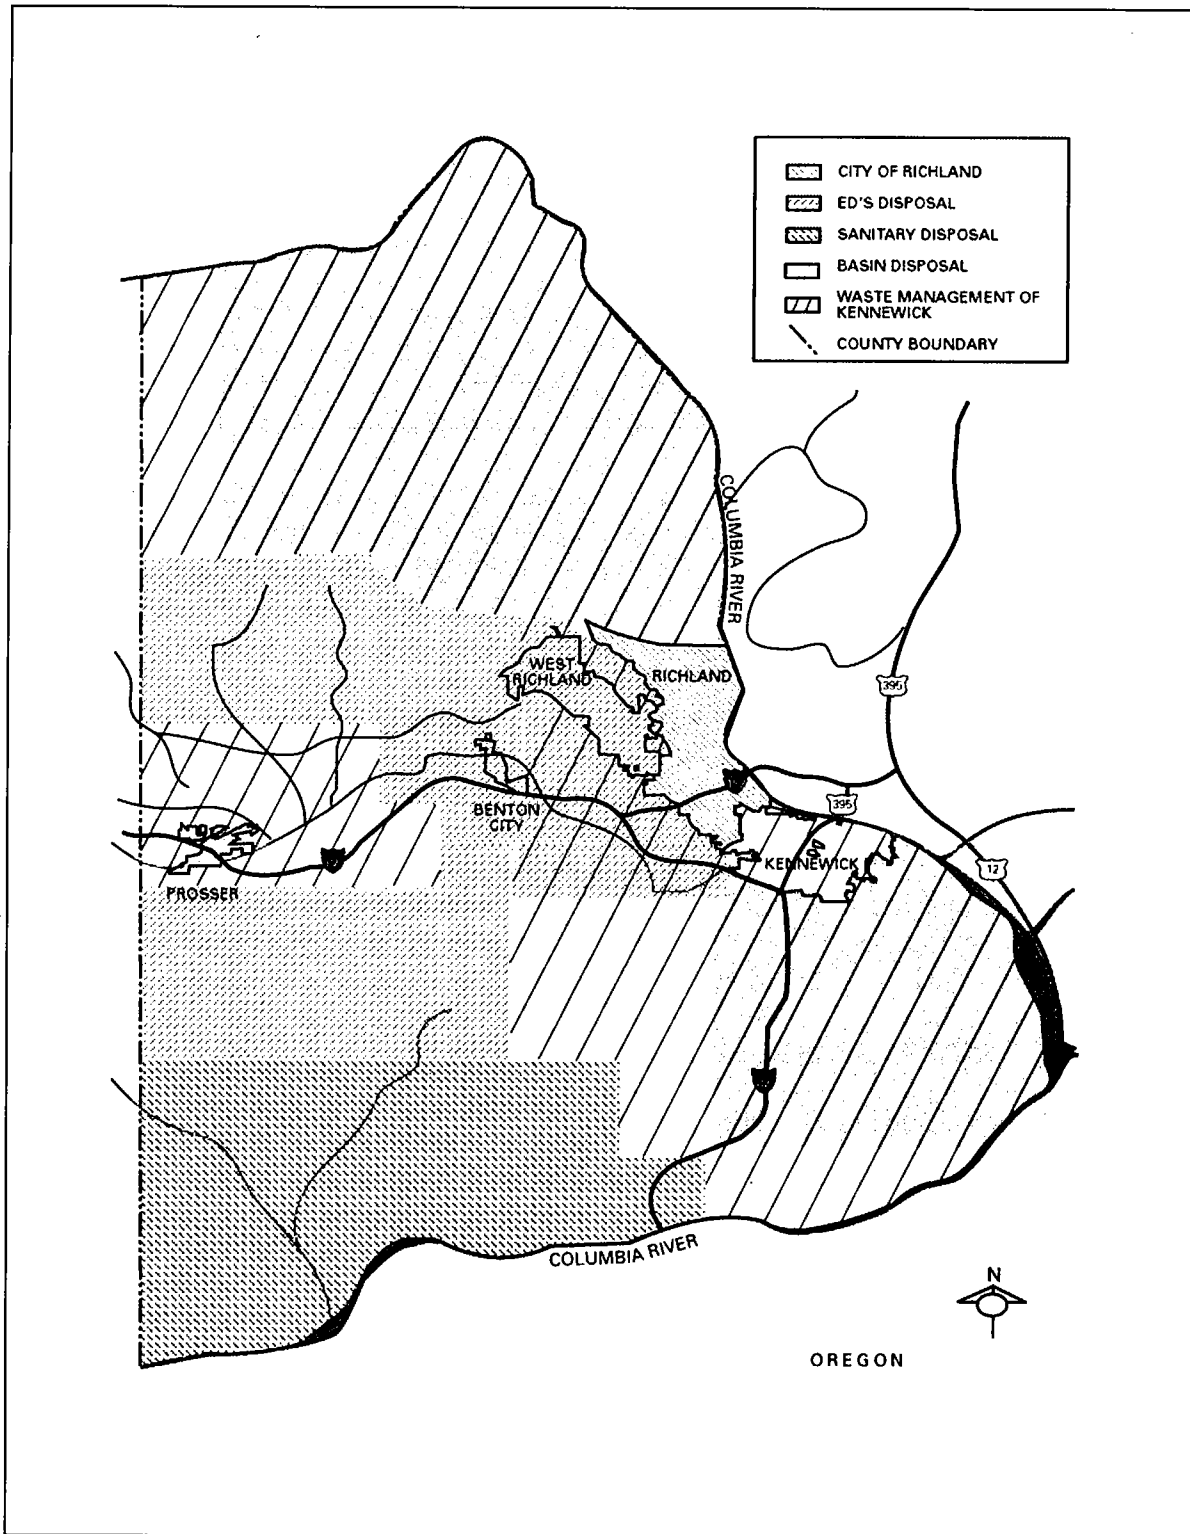 CITY OF RICHLAND
ED'S DISPOSAL
SANITARY DISPOSAL
BASIN DISPOSAL
WASTE MANAGEMENT OF
KENNEWICK
COUNTY BOUNDARY
COLUMBIA RIVER
WEST
RICHLAND
RICHLAND
395
BENTON
CITY
395
KENNEWICK
12
PROSSER
COLUMBIA RIVER
N
OREGON